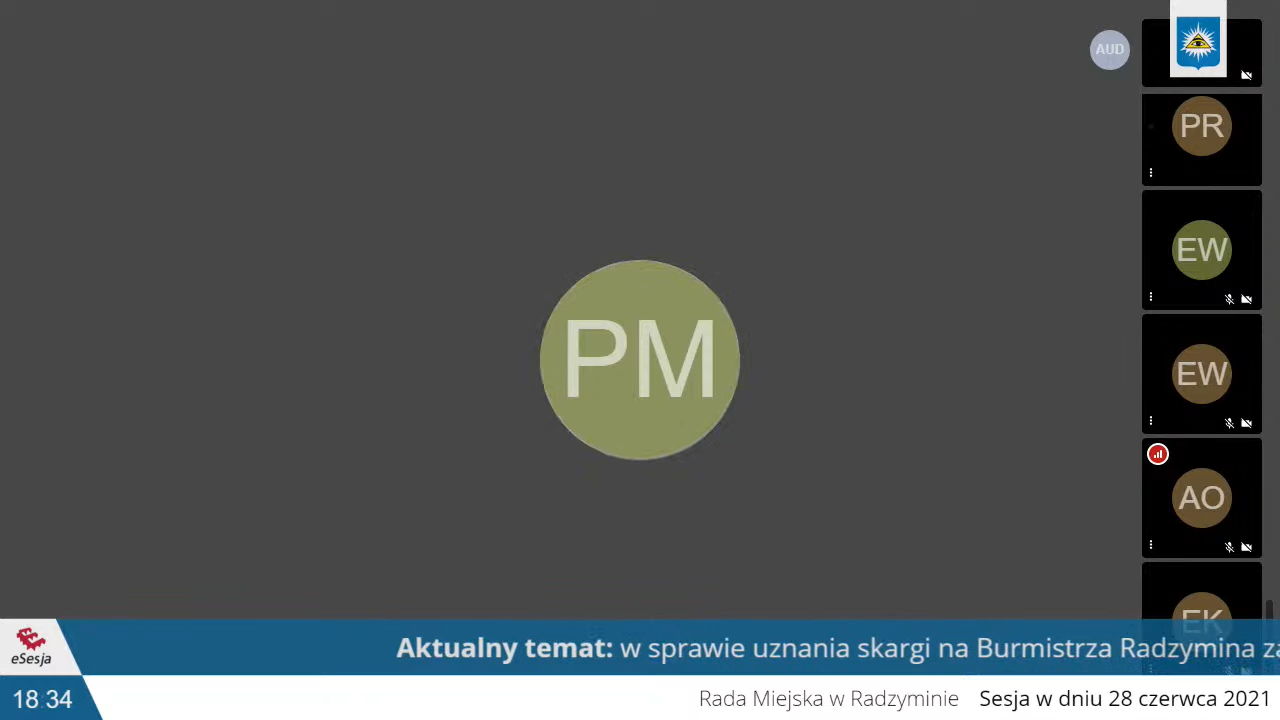 AUD
PR
EW
EW
PM
AO
EK
Aktualny temat: w sprawie uznania skargi na Burmistrza Radzymina
eSesja
18:34
Rada Miejska w Radzyminie Sesja w dniu 28 czerwca 2021